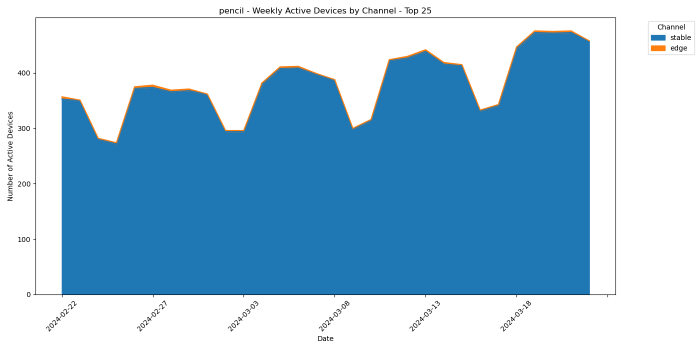 pencil - Weekly Active Devices by Channel - Top 25
Channel
stable
edge
Number of Active Devices
400
300
200
100
0
2024-02-22
2024-02-27
2024-03-03
2024-03-08
2024-03-13
2024-03-18
Date